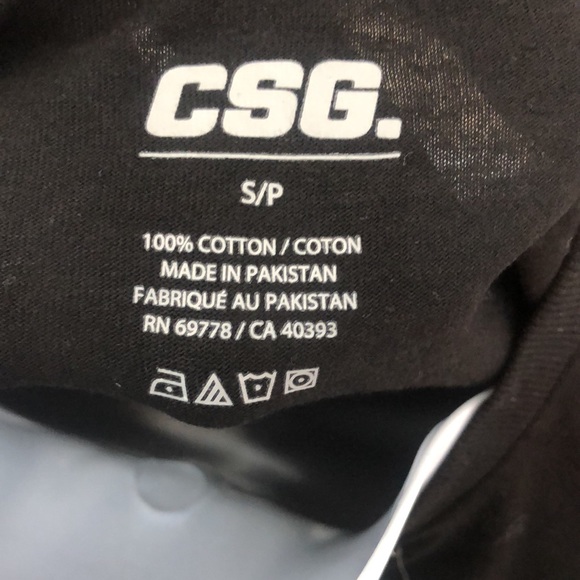 CSG.
S/P
100% COTTON / COTON
MADE IN PAKISTAN
FABRIQUÉ AU PAKISTAN
RN 69778 / CA 40393